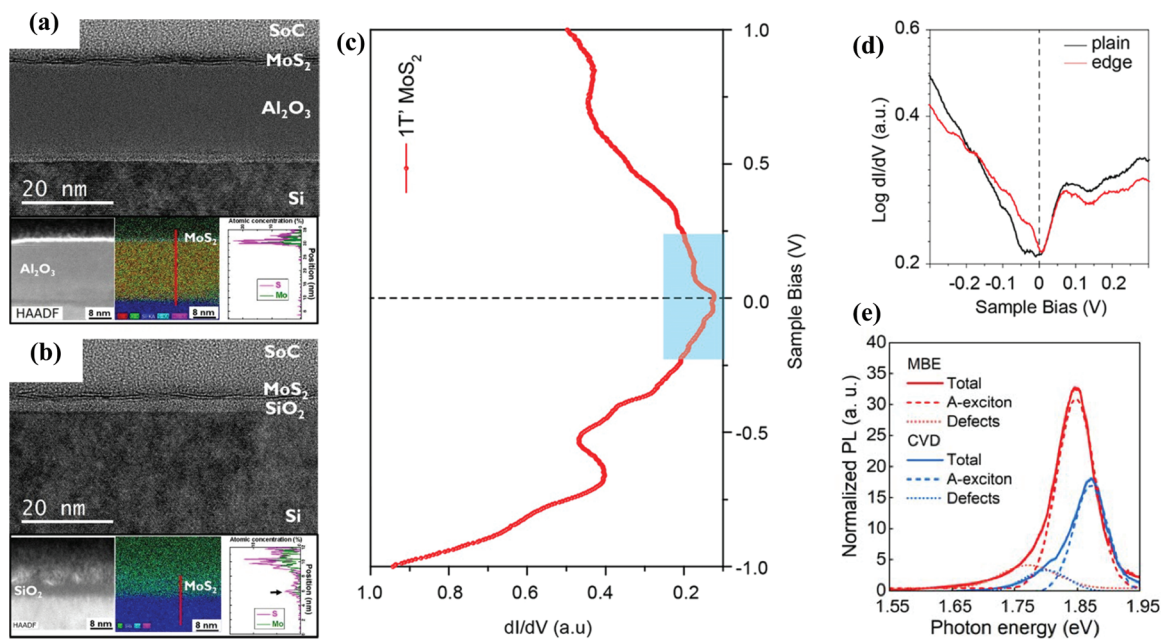 (a)
SoC
MoS2
Al2O3
20 nm
Si
Al2O3
HAADF
8 nm
MoS2
8 nm
Atomic concentration (%)
Position (nm)
S
Mo
(b)
SoC
MoS2
SiO2
20 nm
Si
SiO2
HAADF
8 nm
MoS2
8 nm
Atomic concentration (%)
Position (nm)
S
Mo
(c)
1T' MoS2
1.0
0.5
0.0
-0.5
-1.0
Sample Bias (V)
1.0 0.8 0.6 0.4 0.2
dI/dV (a.u)
(d)
plain
edge
0.6
0.4
0.2
Log dI/dV (a.u.)
-0.2 -0.1 0 0.1 0.2
Sample Bias (V)
(e)
MBE
Total
A-exciton
Defects
CVD
Total
A-exciton
Defects
40
35
30
25
20
15
10
5
0
Normalized PL (a. u.)
1.55 1.65 1.75 1.85 1.95
Photon energy (eV)